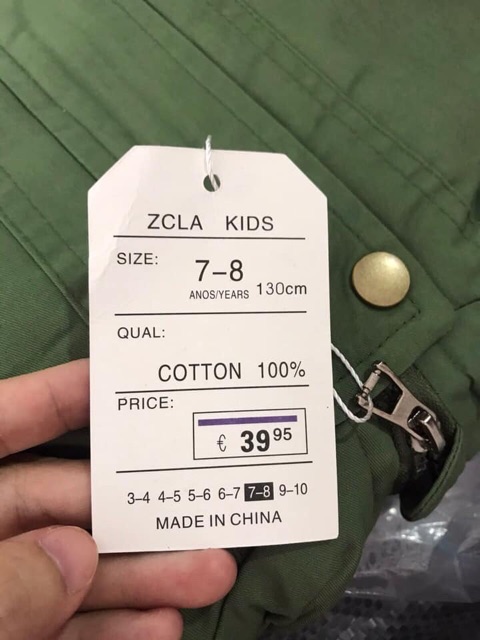 ZCLA KIDS
SIZE:
7–8
ANOS/YEARS 130cm
QUAL:
COTTON 100%
PRICE:
€ 39 95
3–4 4–5 5–6 6–7 7–8 9–10
MADE IN CHINA